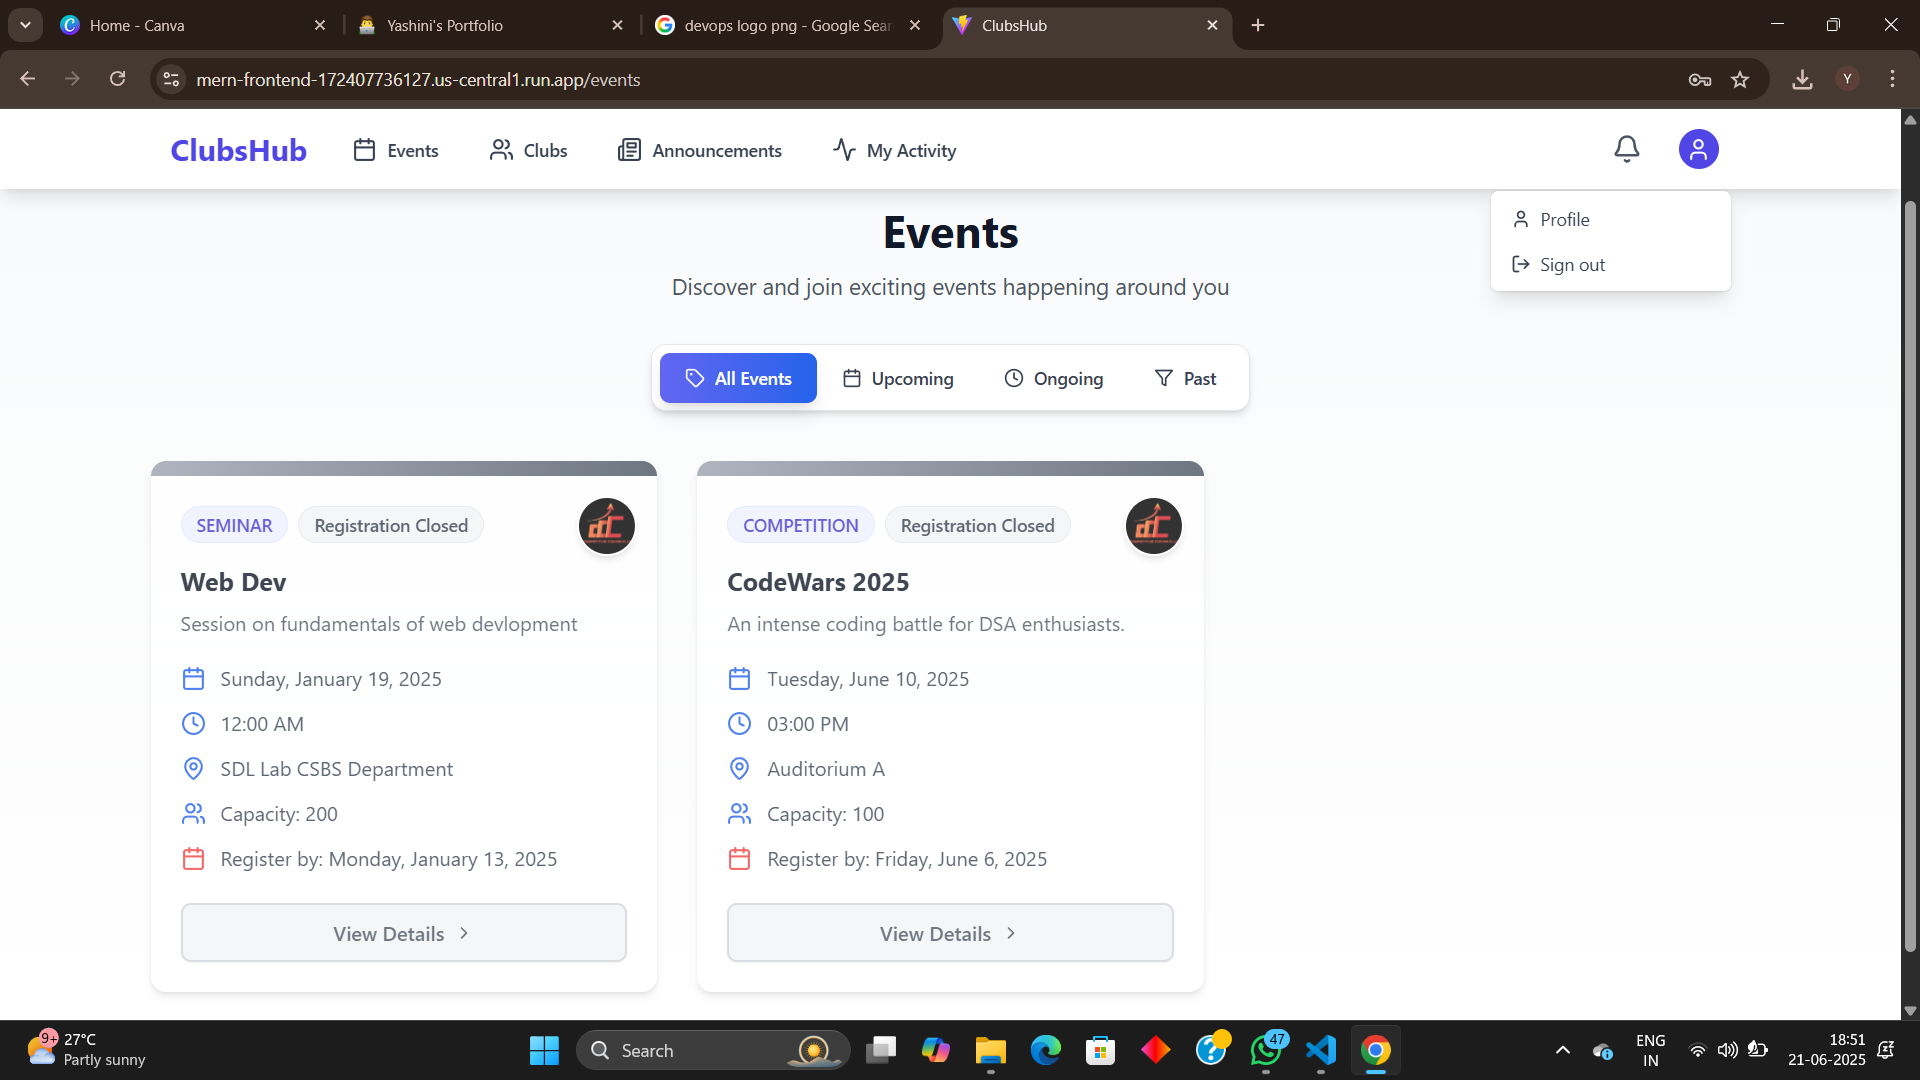 Home - Canva
Yashini's Portfolio
devops logo png - Google Sear
ClubsHub
mern-frontend-172407736127.us-central1.run.app/events
Y
ClubsHub
Events
Clubs
Announcements
My Activity
Profile
Sign out
Events
Discover and join exciting events happening around you
All Events
Upcoming
Ongoing
Past
SEMINAR
Registration Closed
Web Dev
Session on fundamentals of web devlopment
Sunday, January 19, 2025
12:00 AM
SDL Lab CSBS Department
Capacity: 200
Register by: Monday, January 13, 2025
View Details
COMPETITION
Registration Closed
CodeWars 2025
An intense coding battle for DSA enthusiasts.
Tuesday, June 10, 2025
03:00 PM
Auditorium A
Capacity: 100
Register by: Friday, June 6, 2025
View Details
9+
27°C
Partly sunny
Search
47
ENG
IN
18:51
21-06-2025